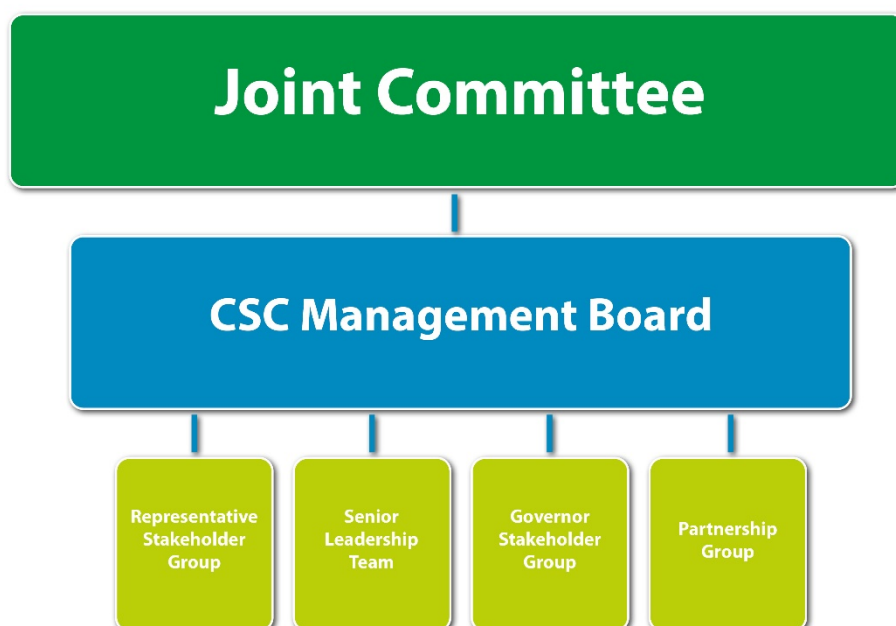 Joint Committee
CSC Management Board
Representative
Stakeholder
Group
Senior
Leadership
Team
Governor
Stakeholder
Group
Partnership
Group